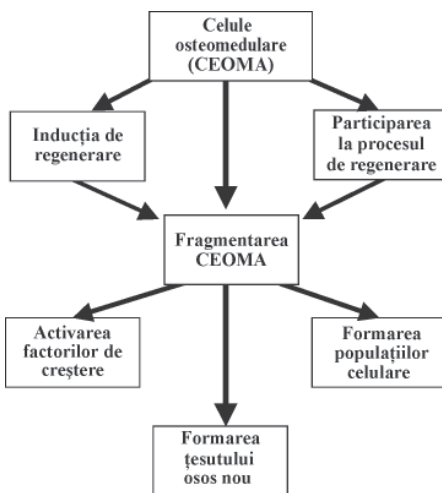 Celule
osteomedulare
(CEOMA)
Inducția de
regenerare
Participarea
la procesul
de regenerare
Fragmentarea
CEOMA
Activarea
factorilor de
creștere
Formarea
populațiilor
celulare
Formarea
țesutului
osos nou